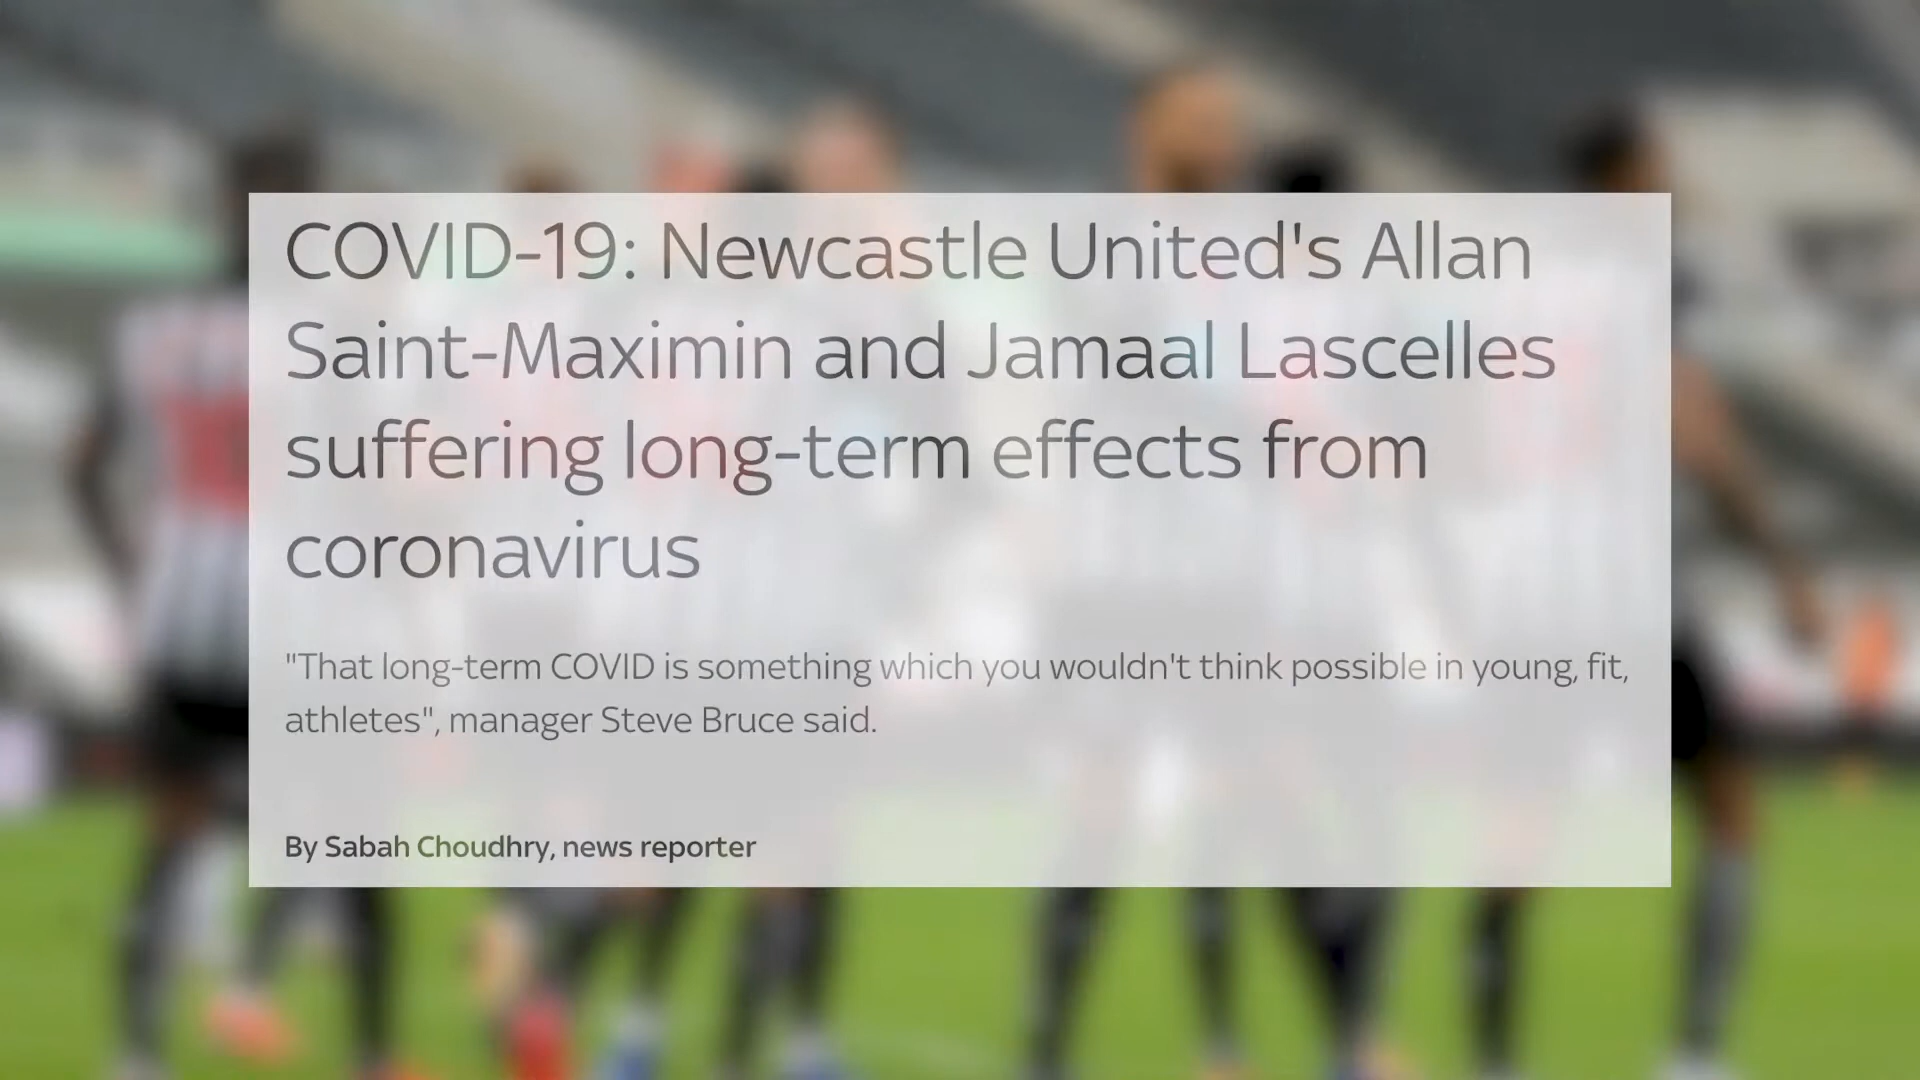 COVID-19: Newcastle United's Allan
Saint-Maximin and Jamaal Lascelles
suffering long-term effects from
coronavirus
"That long-term COVID is something which you wouldn't think possible in young, fit,
athletes", manager Steve Bruce said.
By Sabah Choudhry, news reporter